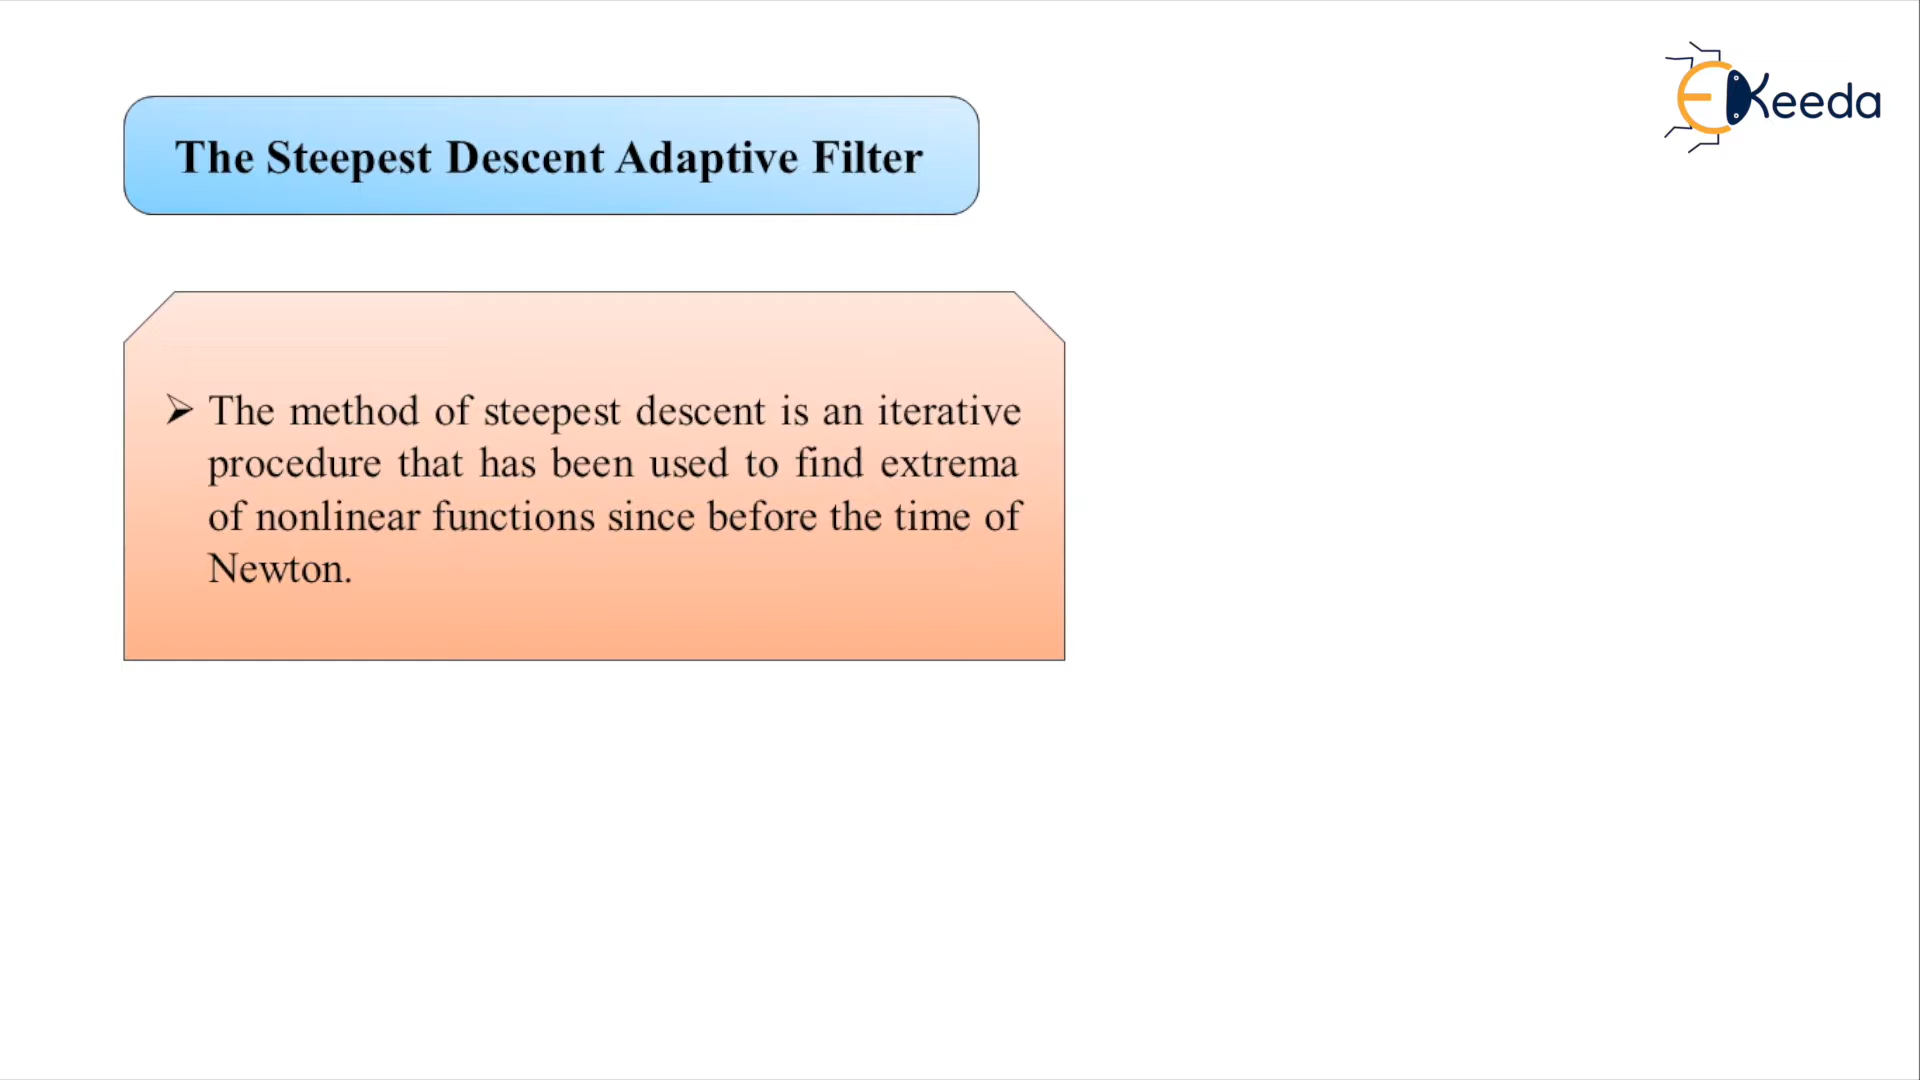 EKeeda
The Steepest Descent Adaptive Filter
➢ The method of steepest descent is an iterative
procedure that has been used to find extrema
of nonlinear functions since before the time of
Newton.